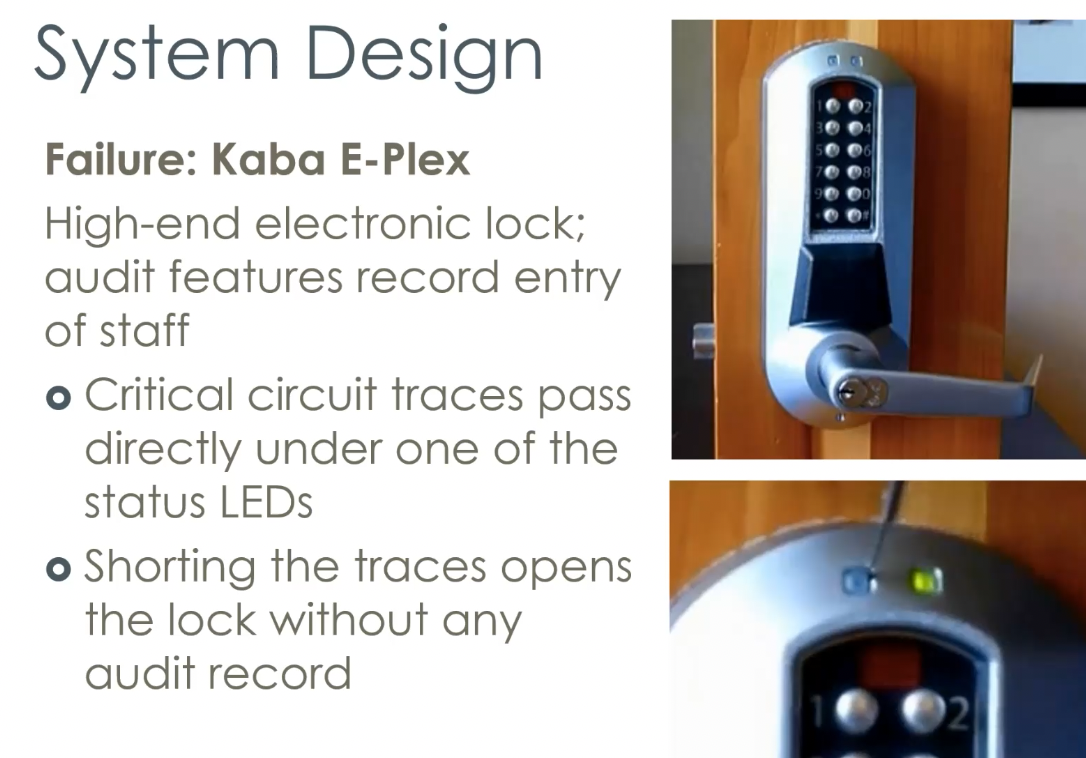 System Design
Failure: Kaba E-Plex
High-end electronic lock;
audit features record entry
of staff
Critical circuit traces pass
directly under one of the
status LEDs
Shorting the traces opens
the lock without any
audit record
1 2
3 4
5 6
7 8
9 0
1 2